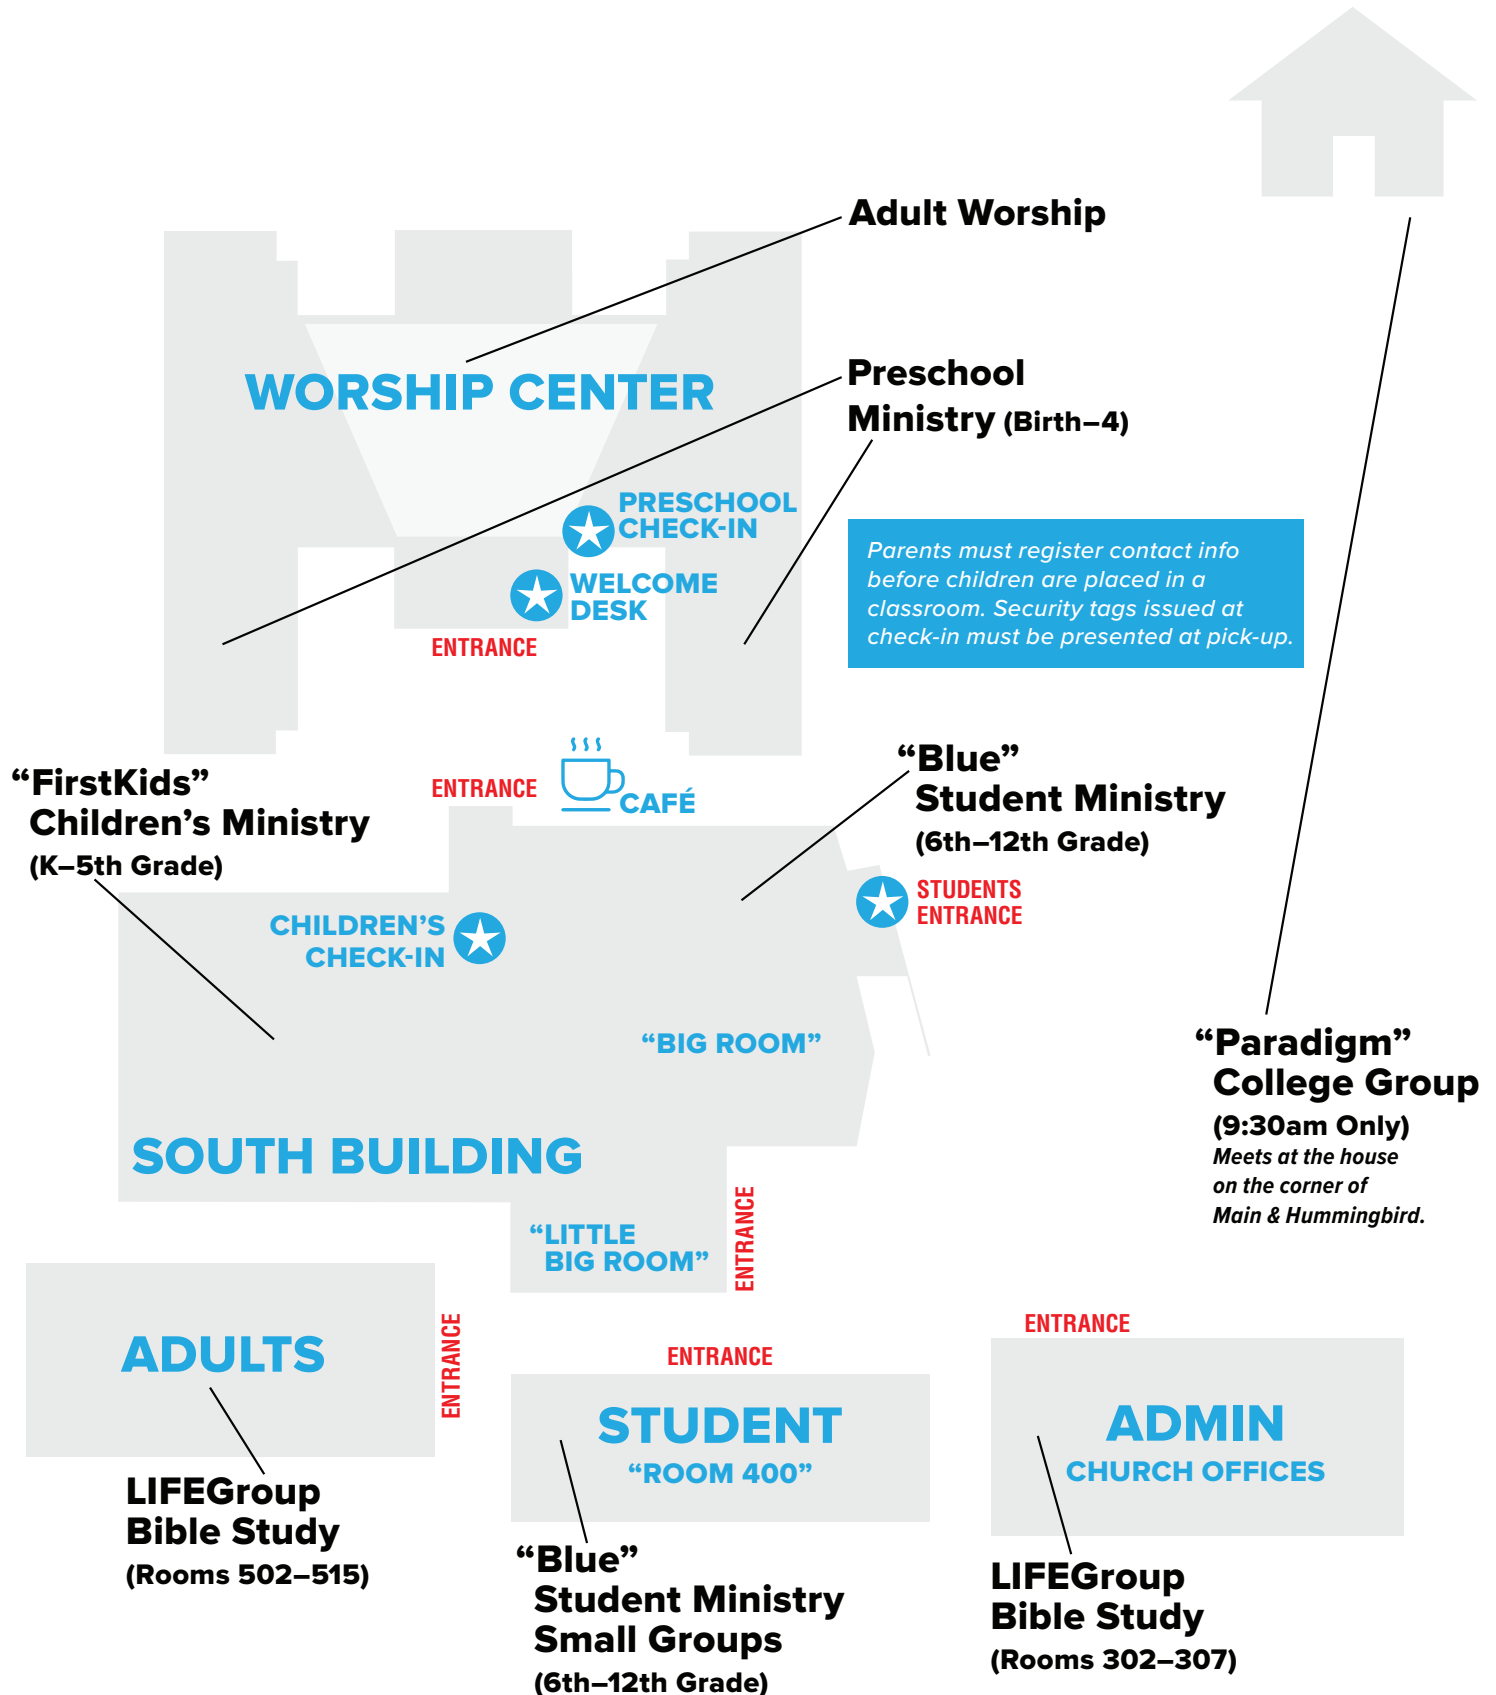 Adult Worship
WORSHIP CENTER
Preschool
Ministry (Birth–4)
PRESCHOOL
CHECK-IN
WELCOME
DESK
ENTRANCE
Parents must register contact info
before children are placed in a
classroom. Security tags issued at
check-in must be presented at pick-up.
“FirstKids”
Children’s Ministry
(K–5th Grade)
ENTRANCE
CAFÉ
“Blue”
Student Ministry
(6th–12th Grade)
STUDENTS
ENTRANCE
CHILDREN’S
CHECK-IN
“BIG ROOM”
SOUTH BUILDING
“LITTLE
BIG ROOM”
ENTRANCE
“Paradigm”
College Group
(9:30am Only)
Meets at the house
on the corner of
Main & Hummingbird.
ADULTS
ENTRANCE
LIFEGroup
Bible Study
(Rooms 502–515)
ENTRANCE
STUDENT
“ROOM 400”
“Blue”
Student Ministry
Small Groups
(6th–12th Grade)
ENTRANCE
ADMIN
CHURCH OFFICES
LIFEGroup
Bible Study
(Rooms 302–307)